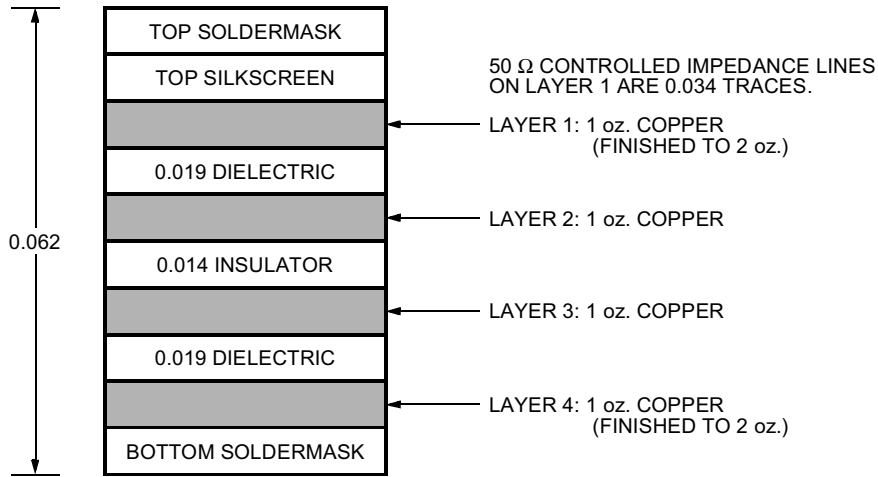 TOP SOLDERMASK
TOP SILKSCREEN
50 Ω CONTROLLED IMPEDANCE LINES
ON LAYER 1 ARE 0.034 TRACES.
LAYER 1: 1 oz. COPPER
(FINISHED TO 2 oz.)
0.019 DIELECTRIC
LAYER 2: 1 oz. COPPER
0.062
0.014 INSULATOR
LAYER 3: 1 oz. COPPER
0.019 DIELECTRIC
LAYER 4: 1 oz. COPPER
(FINISHED TO 2 oz.)
BOTTOM SOLDERMASK